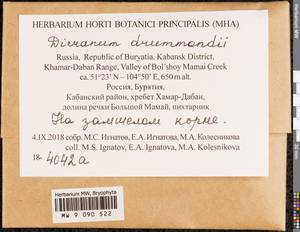 HERBARIUM HORTI BOTANICI PRINCIPALIS (MHA)
Dicranum drummondii
Russia, Republic of Buryatia. Kabansk District,
Khamar-Daban Range, Valley of Bol'shoy Mamai Creek
ca. 51°23' N – 104°50' E, 650 m alt.
Россия, Бурятия,
Кабанский район, хребет Хамар-Дабан,
долина речки Большой Мамай, пихтарник
На замшелом корне.
4.IX.2018 собр. М.С. Игнатов, Е.А. Игнатова, М.А. Колесникова
coll. M.S. Ignatov, E.A. Ignatova, M.A. Kolesnikova
18- 4042a
Herbarium MW, Bryophyta
MW 9 090 522